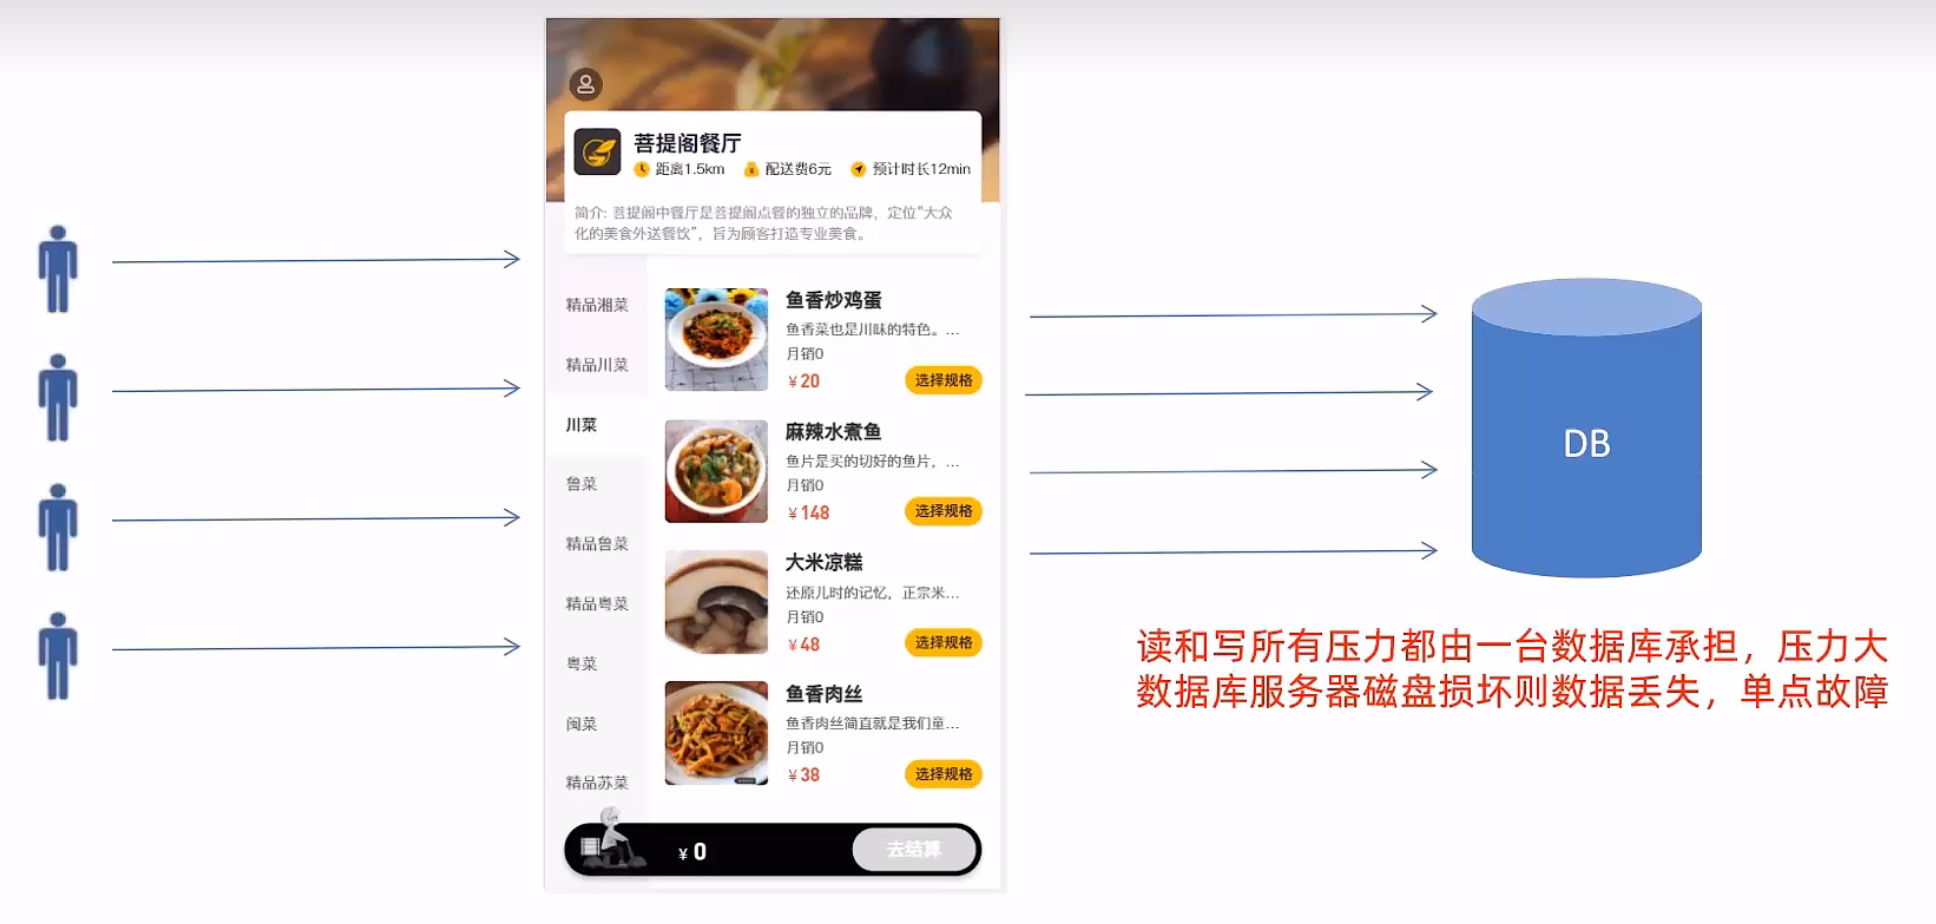 菩提阁餐厅
距离1.5km 配送费6元 预计时长12min
简介: 菩提阁中餐厅是菩提阁点餐的独立的品牌，定位“大众
化的美食外送餐饮”，旨为顾客打造专业美食。
精品湘菜
精品川菜
川菜
鲁菜
精品鲁菜
精品粤菜
粤菜
闽菜
精品苏菜
鱼香炒鸡蛋
鱼香菜也是川味的特色。...
月销0
¥20
选择规格
麻辣水煮鱼
鱼片是买的切好的鱼片，...
月销0
¥148
选择规格
大米凉糕
还原儿时的记忆，正宗米...
月销0
¥48
选择规格
鱼香肉丝
鱼香肉丝简直就是我们童...
月销0
¥38
选择规格
¥0
去结算
DB
读和写所有压力都由一台数据库承担，压力大
数据库服务器磁盘损坏则数据丢失，单点故障